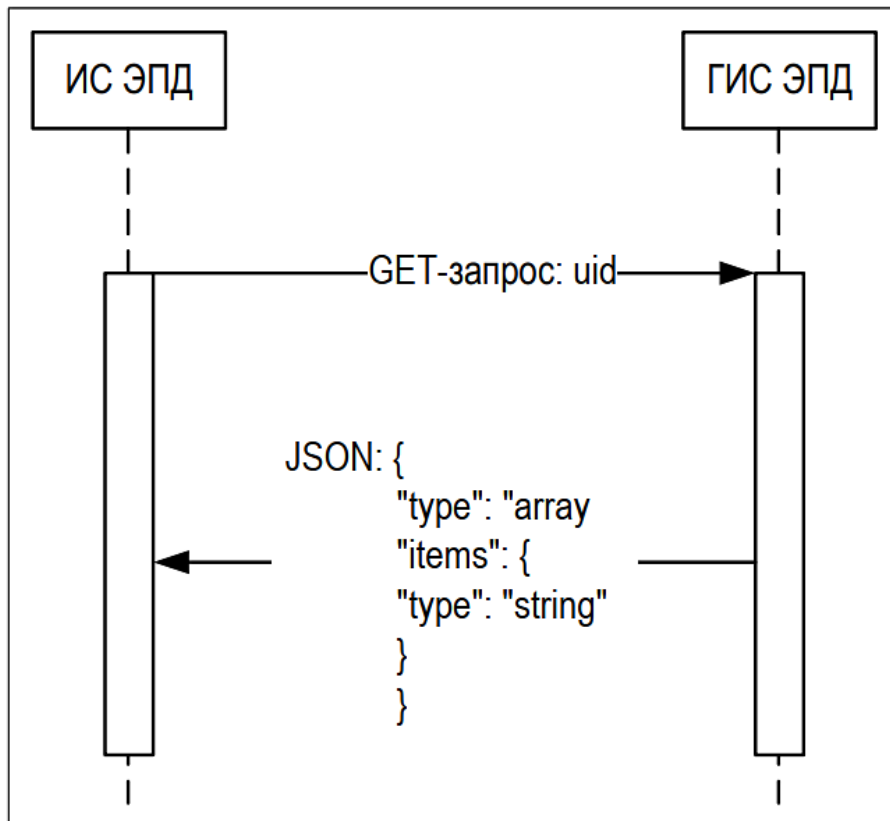 ИС ЭПД
ГИС ЭПД
GET-запрос: uid
JSON: {
"type": "array
"items": {
"type": "string"
}
}